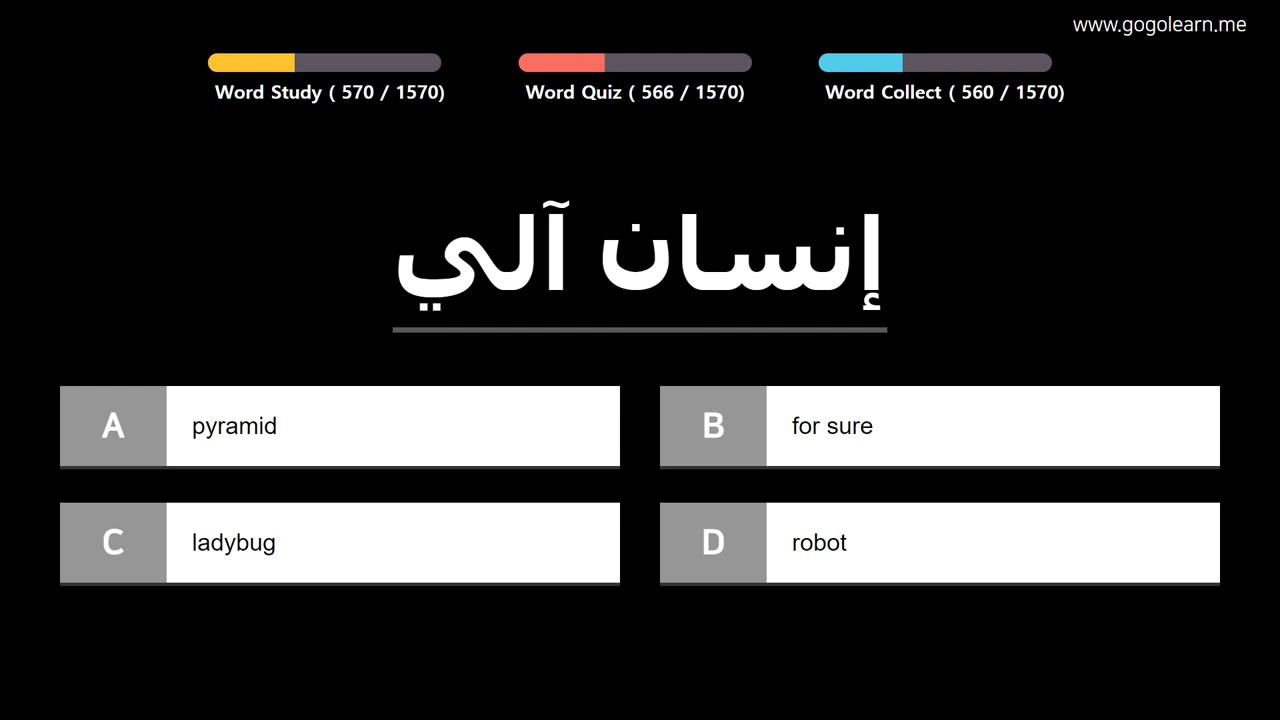 www.gogolearn.me
Word Study ( 570 / 1570)
Word Quiz ( 566 / 1570)
Word Collect ( 560 / 1570)
إنسان آلي
A pyramid
B for sure
C ladybug
D robot